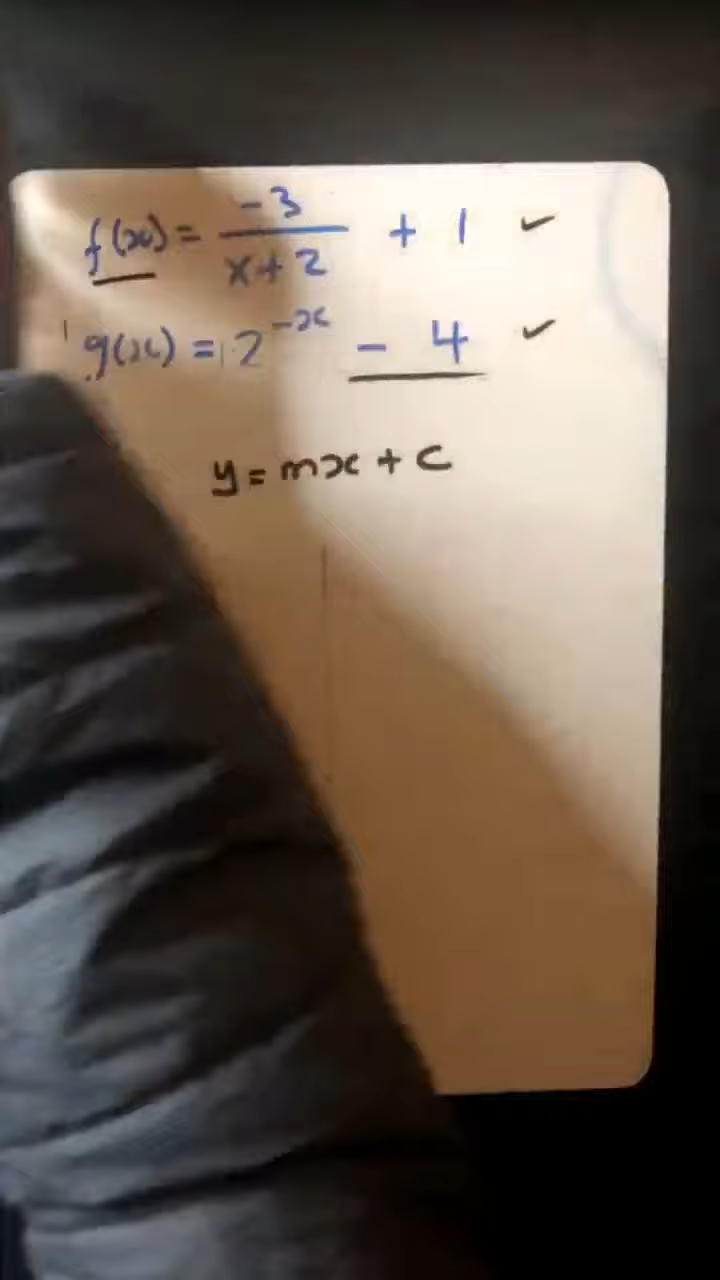 f(x) = -3/(x+2) + 1 ✓
g(x) = 2^-x - 4 ✓
y = mx + c